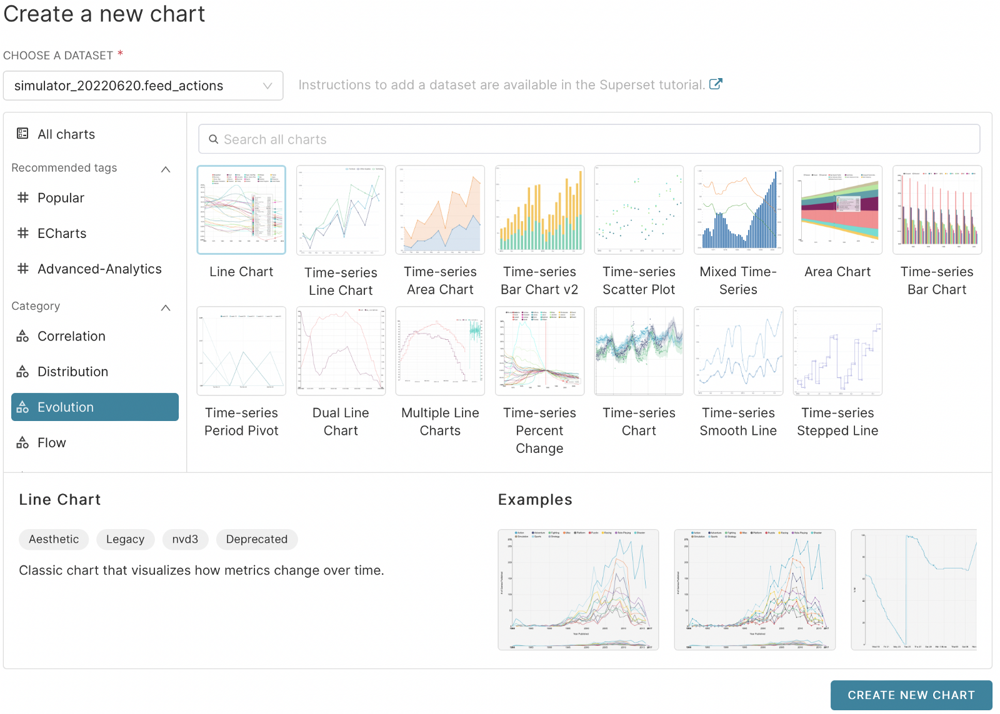 Create a new chart
CHOOSE A DATASET *
simulator_20220620.feed_actions
Instructions to add a dataset are available in the Superset tutorial.
All charts
Recommended tags
# Popular
# ECharts
# Advanced-Analytics
Category
Correlation
Distribution
Evolution
Flow
Search all charts
Line Chart
Time-series
Line Chart
Time-series
Area Chart
Time-series
Bar Chart v2
Time-series
Scatter Plot
Mixed Time-
Series
Area Chart
Time-series
Bar Chart
Time-series
Period Pivot
Dual Line
Chart
Multiple Line
Charts
Time-series
Percent
Change
Time-series
Chart
Time-series
Smooth Line
Time-series
Stepped Line
Line Chart
Aesthetic
Legacy
nvd3
Deprecated
Classic chart that visualizes how metrics change over time.
Examples
Year Published
Year Published
CREATE NEW CHART